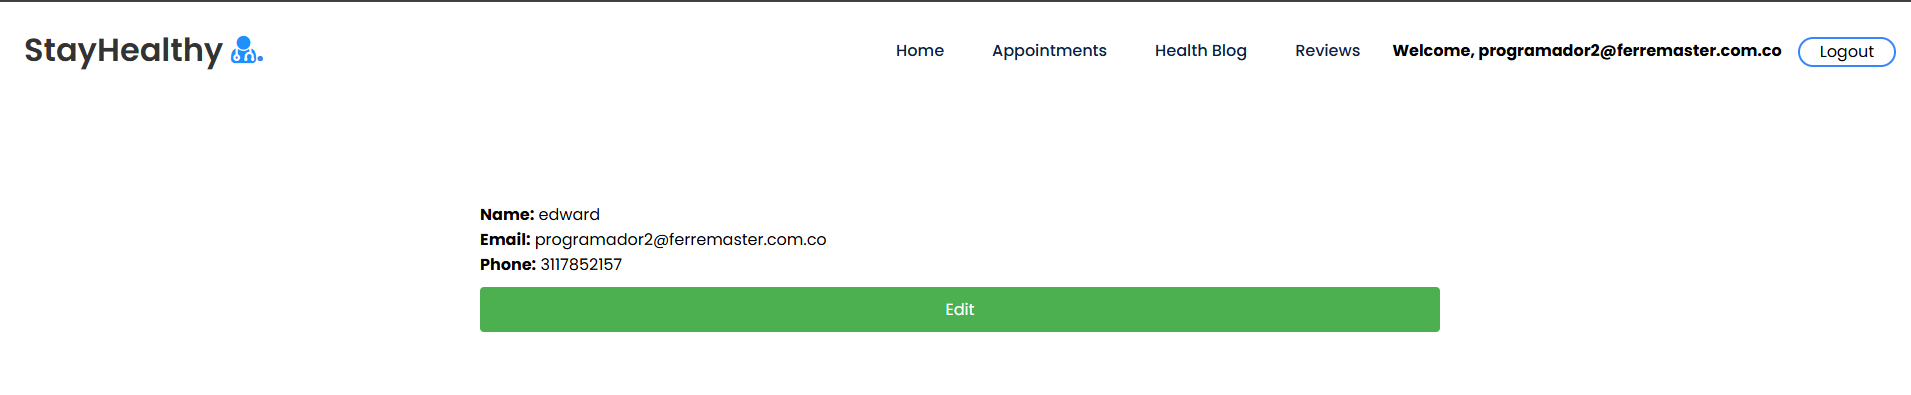 StayHealthy
Home Appointments Health Blog Reviews Welcome, programador2@ferremaster.com.co Logout
Name: edward
Email: programador2@ferremaster.com.co
Phone: 3117852157
Edit